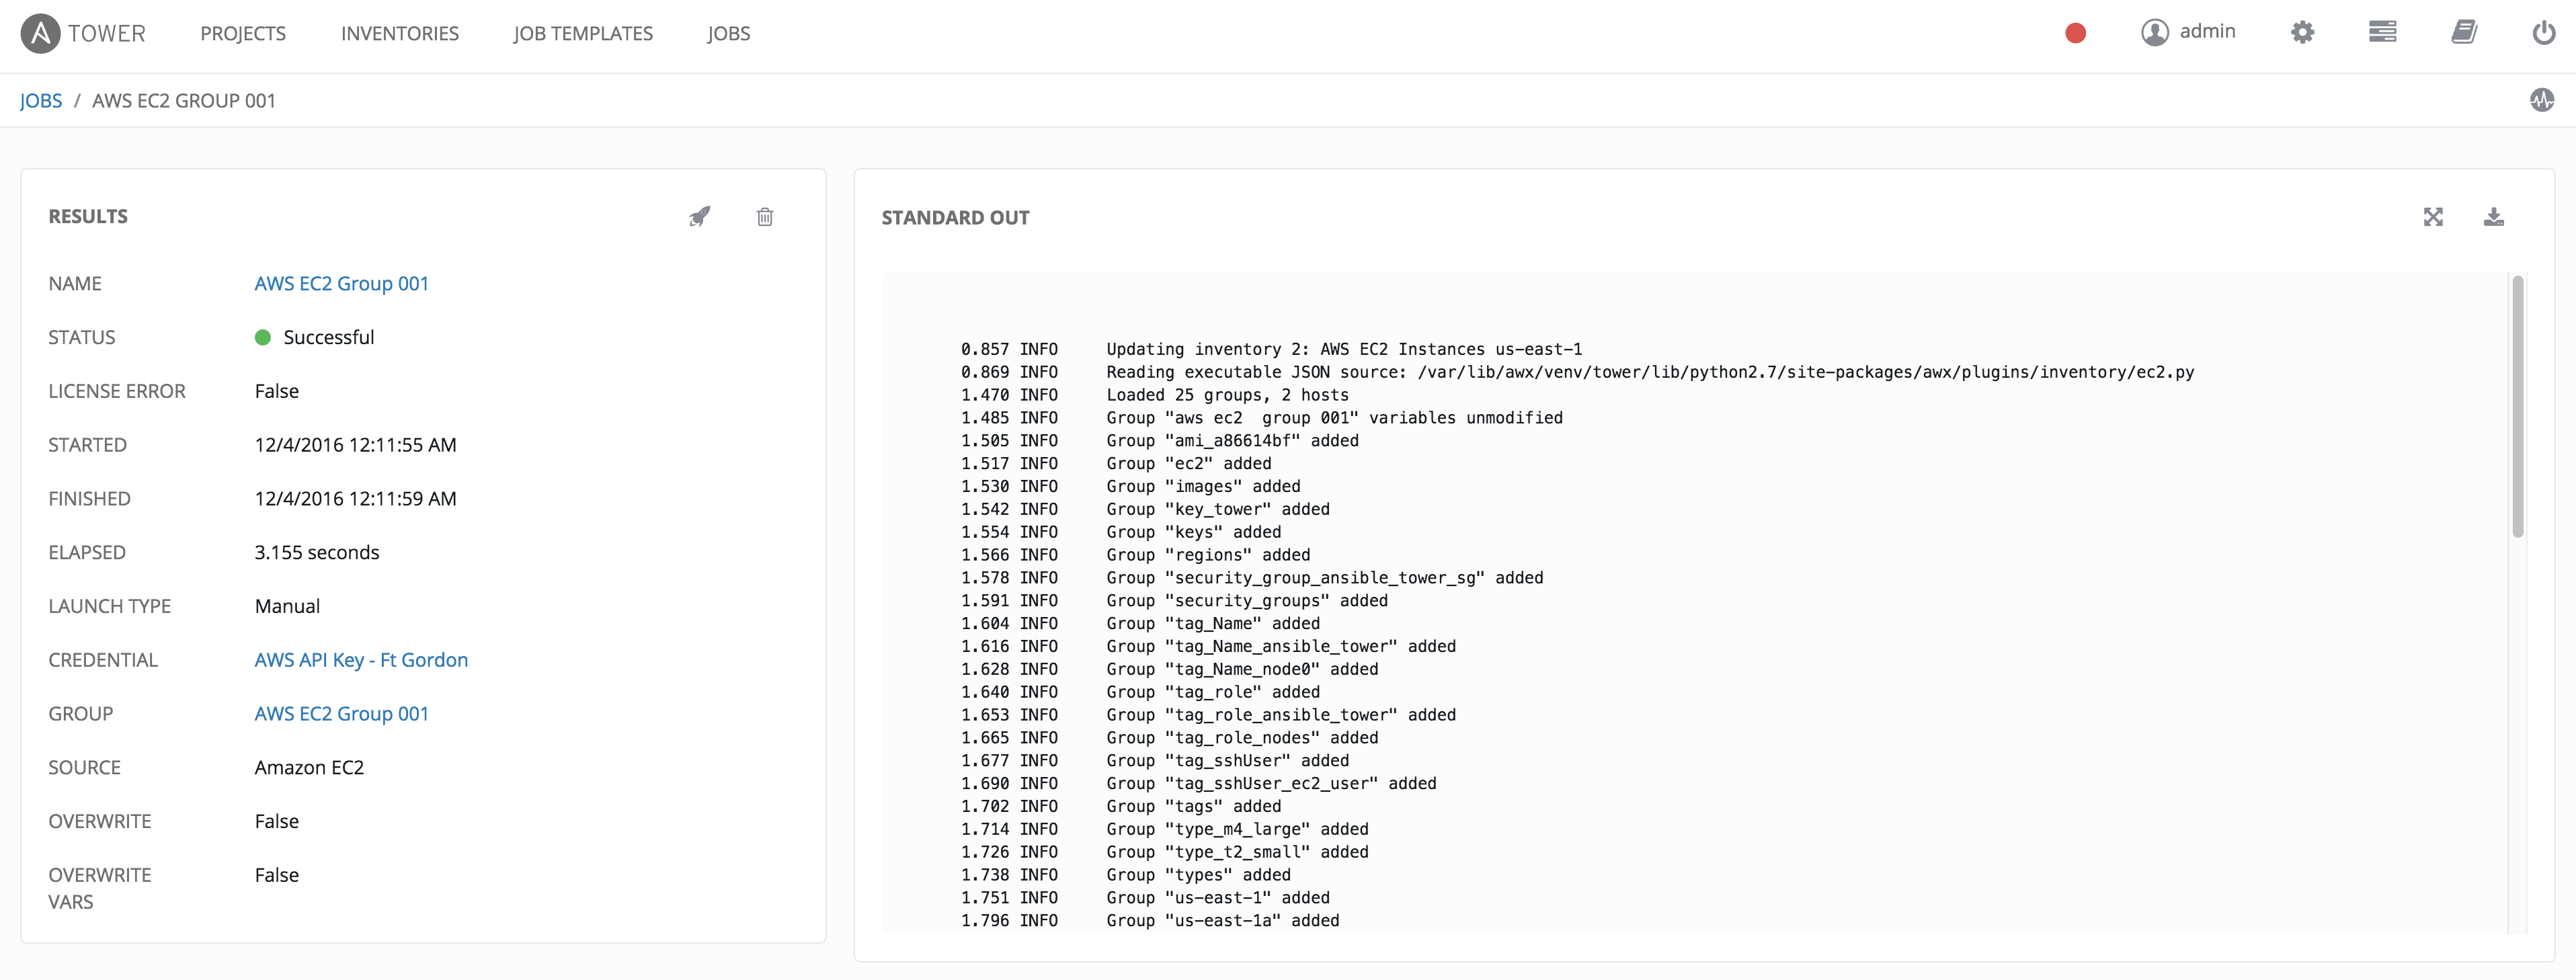 TOWER PROJECTS INVENTORIES JOB TEMPLATES JOBS admin
JOBS / AWS EC2 GROUP 001
RESULTS
NAME AWS EC2 Group 001
STATUS Successful
LICENSE ERROR False
STARTED 12/4/2016 12:11:55 AM
FINISHED 12/4/2016 12:11:59 AM
ELAPSED 3.155 seconds
LAUNCH TYPE Manual
CREDENTIAL AWS API Key - Ft Gordon
GROUP AWS EC2 Group 001
SOURCE Amazon EC2
OVERWRITE False
OVERWRITE VARS False
STANDARD OUT
0.857 INFO Updating inventory 2: AWS EC2 Instances us-east-1
0.869 INFO Reading executable JSON source: /var/lib/awx/venv/tower/lib/python2.7/site-packages/awx/plugins/inventory/ec2.py
1.470 INFO Loaded 25 groups, 2 hosts
1.485 INFO Group "aws ec2  group 001" variables unmodified
1.505 INFO Group "ami_a86614bf" added
1.517 INFO Group "ec2" added
1.530 INFO Group "images" added
1.542 INFO Group "key_tower" added
1.554 INFO Group "keys" added
1.566 INFO Group "regions" added
1.578 INFO Group "security_group_ansible_tower_sg" added
1.591 INFO Group "security_groups" added
1.604 INFO Group "tag_Name" added
1.616 INFO Group "tag_Name_ansible_tower" added
1.628 INFO Group "tag_Name_node0" added
1.640 INFO Group "tag_role" added
1.653 INFO Group "tag_role_ansible_tower" added
1.665 INFO Group "tag_role_nodes" added
1.677 INFO Group "tag_sshUser" added
1.690 INFO Group "tag_sshUser_ec2_user" added
1.702 INFO Group "tags" added
1.714 INFO Group "type_m4_large" added
1.726 INFO Group "type_t2_small" added
1.738 INFO Group "types" added
1.751 INFO Group "us-east-1" added
1.796 INFO Group "us-east-1a" added